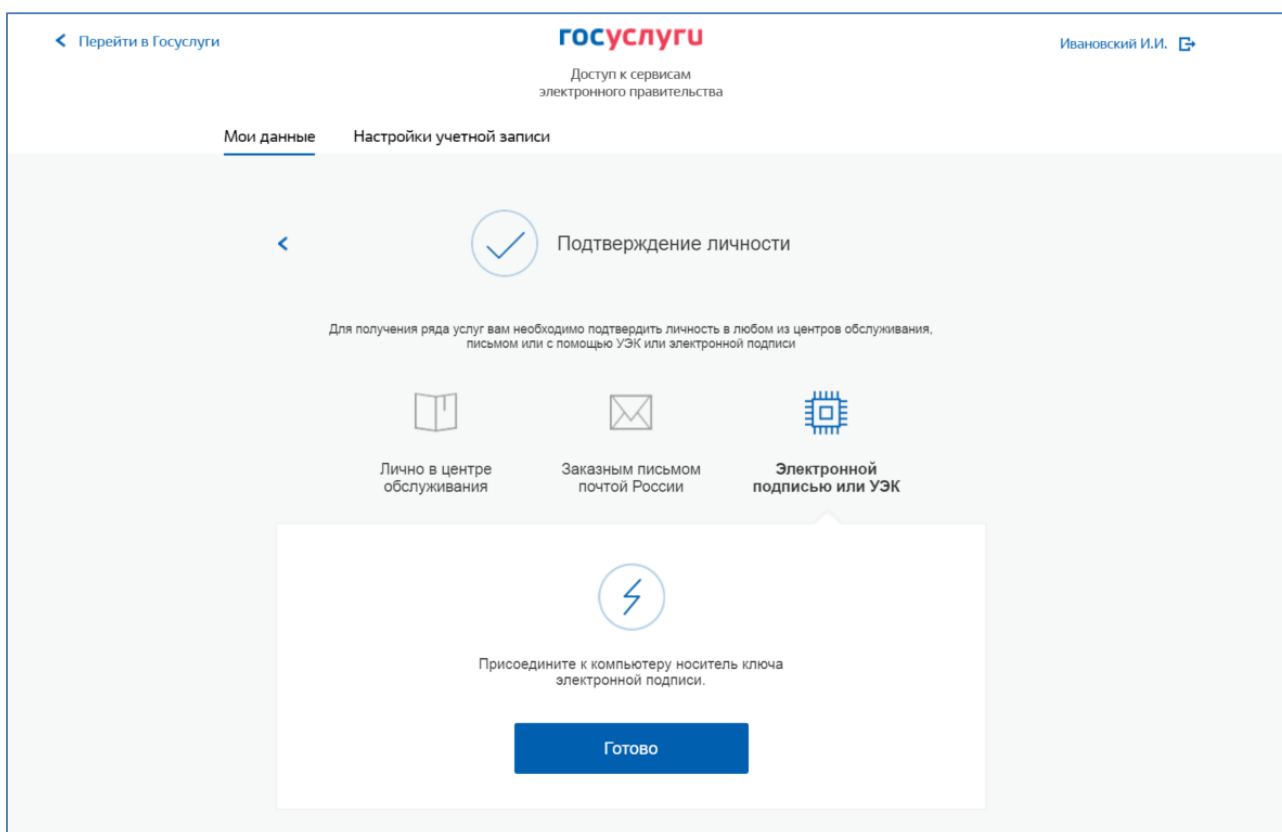 Перейти в Госуслуги
госуслуги
Ивановский И.И.
Доступ к сервисам
электронного правительства
Мои данные
Настройки учетной записи
Подтверждение личности
Для получения ряда услуг вам необходимо подтвердить личность в любом из центров обслуживания,
письмом или с помощью УЭК или электронной подписи
Лично в центре
обслуживания
Заказным письмом
почтой России
Электронной
подписью или УЭК
Присоедините к компьютеру носитель ключа
электронной подписи.
Готово